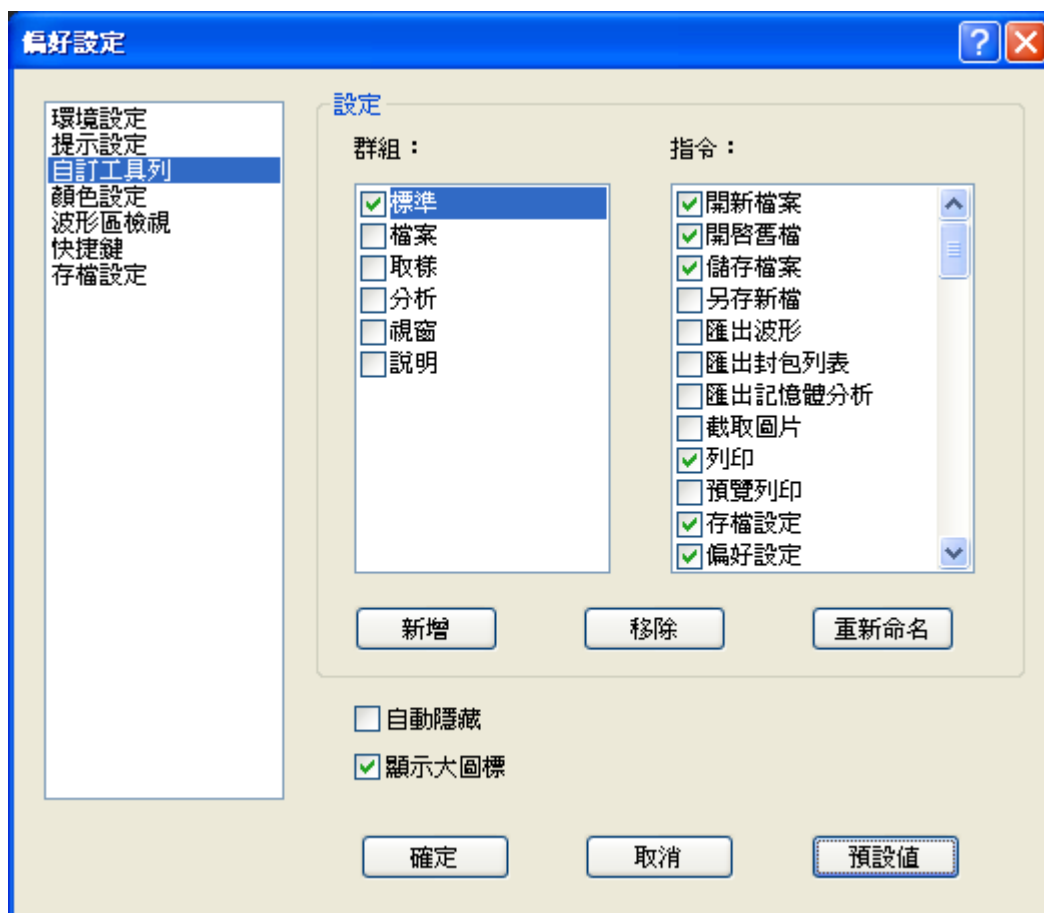 偏好設定
環境設定
提示設定
自訂工具列
顏色設定
波形區檢視
快捷鍵
存檔設定
設定
群組：
標準
檔案
取樣
分析
視窗
說明
指令：
開新檔案
開啓舊檔
儲存檔案
另存新檔
匯出波形
匯出封包列表
匯出記憶體分析
截取圖片
列印
預覽列印
存檔設定
偏好設定
新增
移除
重新命名
自動隱藏
顯示大圖標
確定
取消
預設值